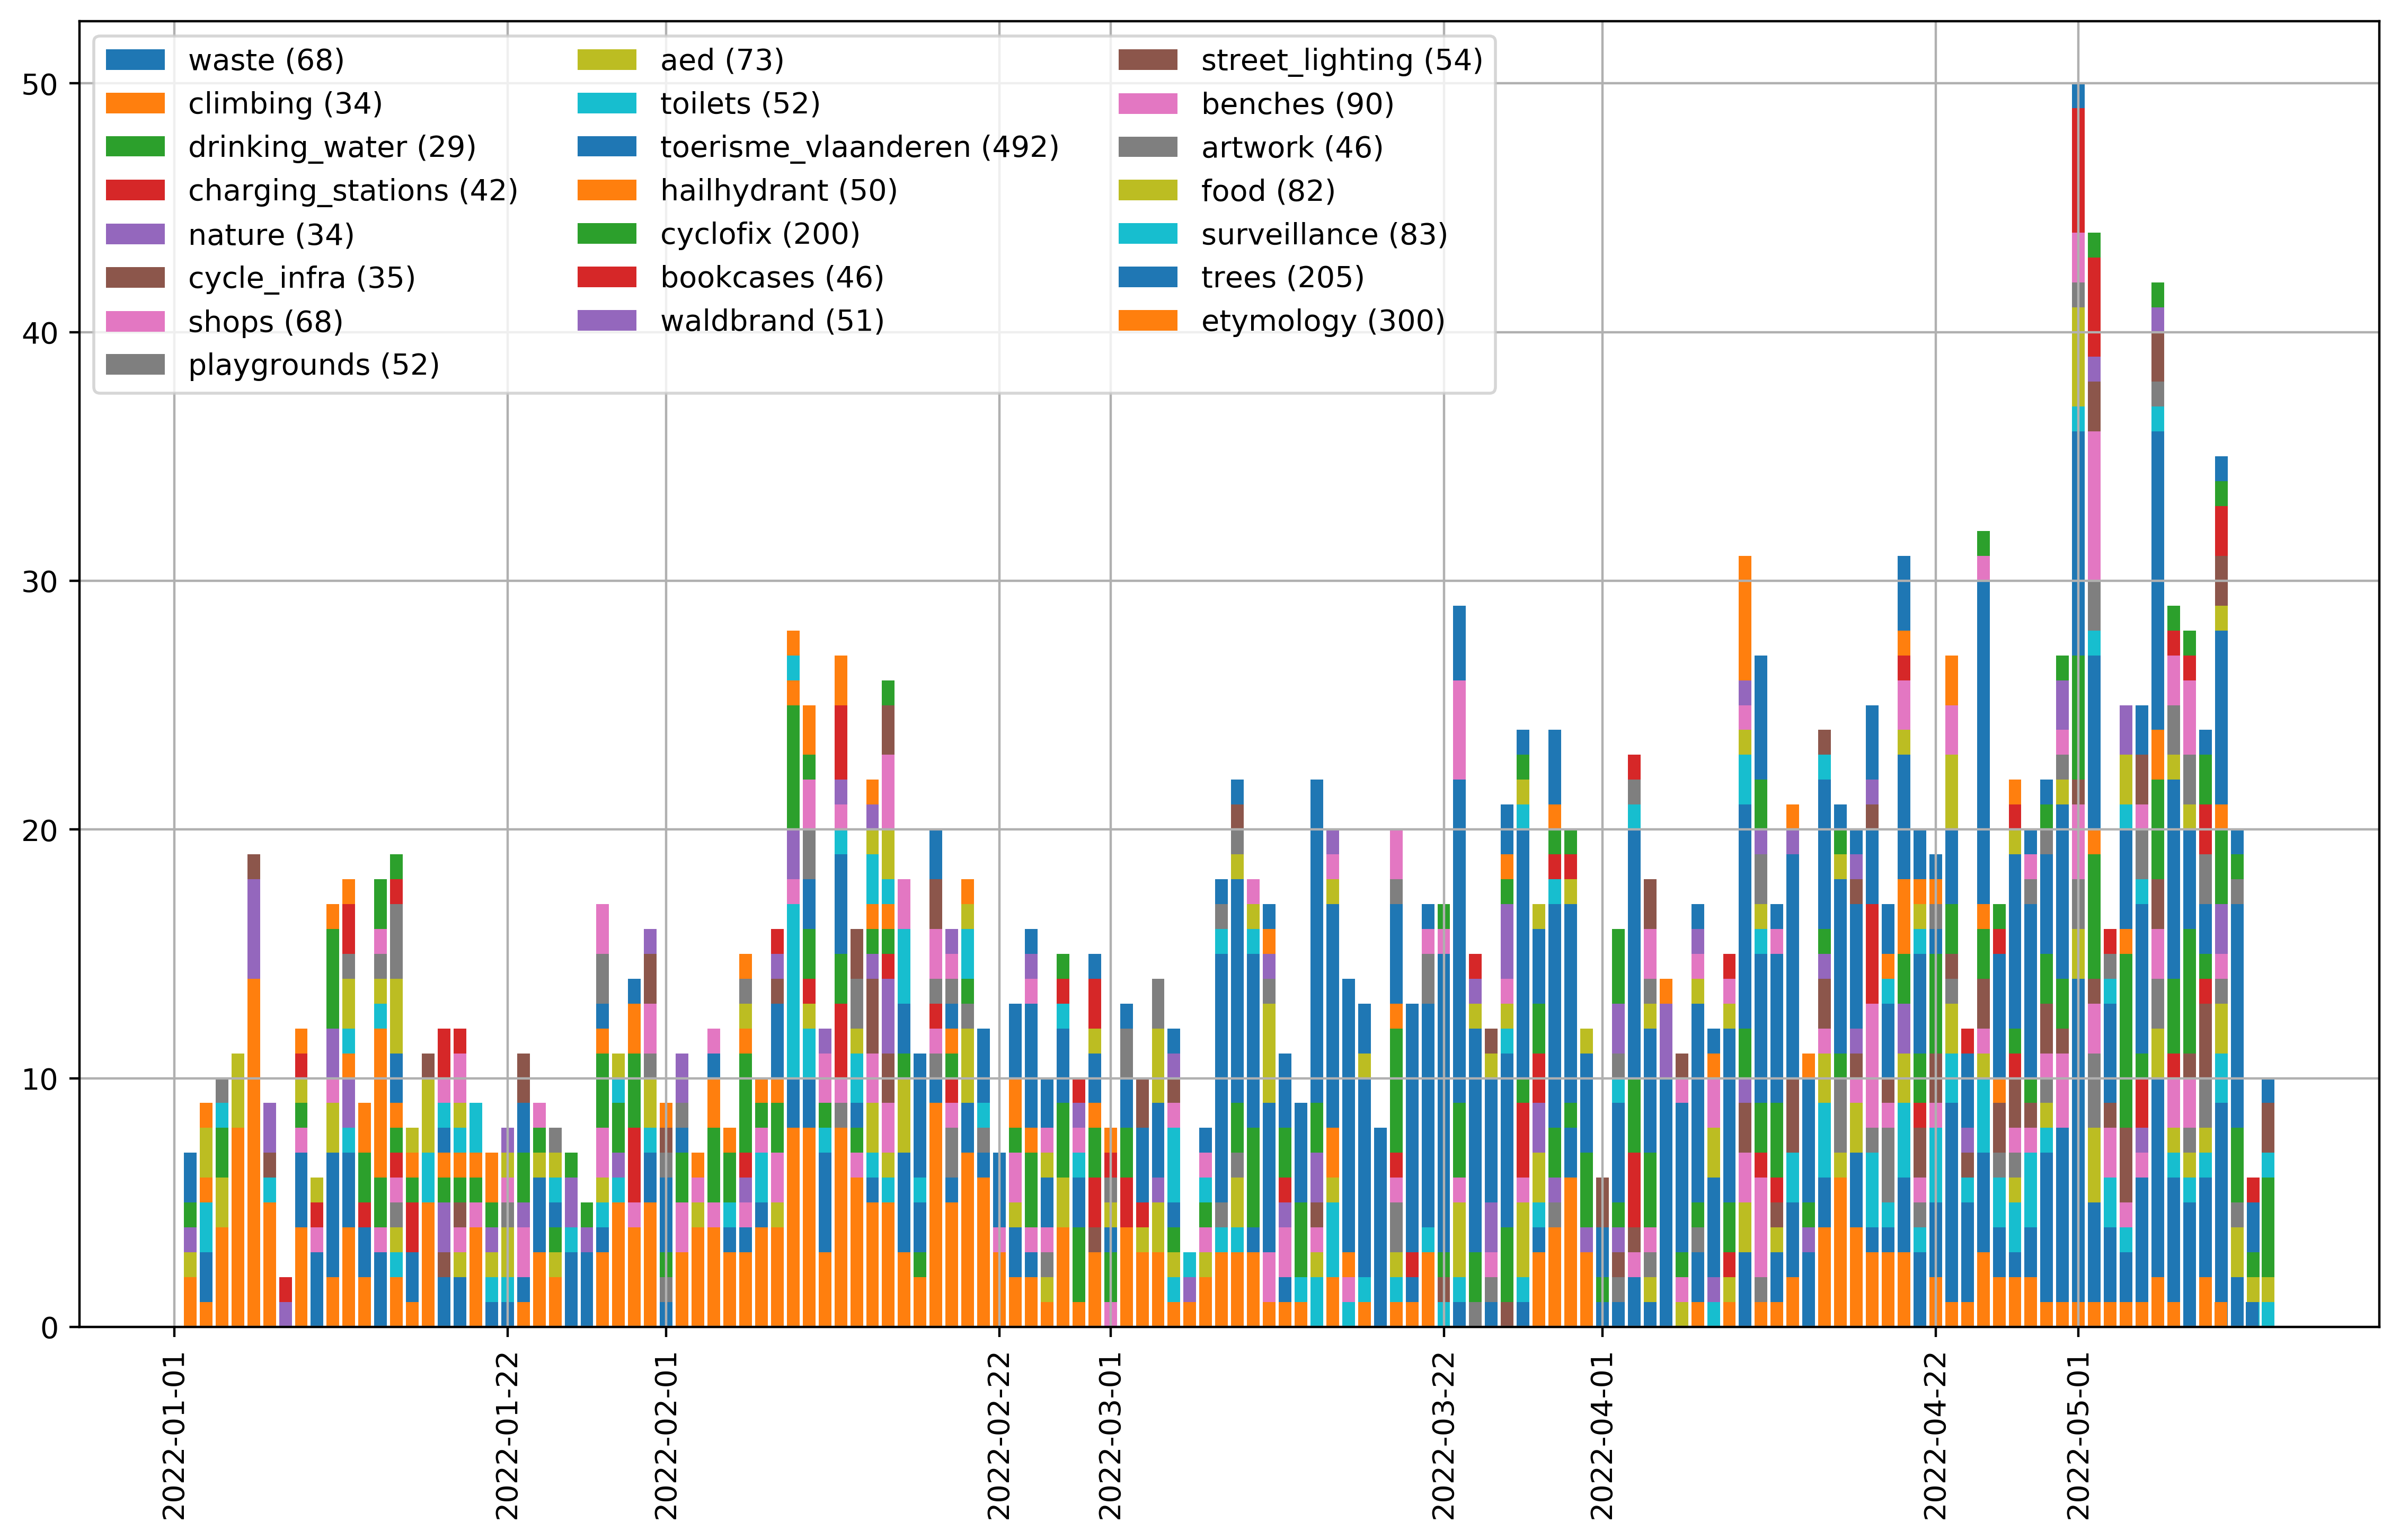 50
40
30
20
10
0
waste (68)
climbing (34)
drinking_water (29)
charging_stations (42)
nature (34)
cycle_infra (35)
shops (68)
playgrounds (52)
aed (73)
toilets (52)
toerisme_vlaanderen (492)
hailhydrant (50)
cyclofix (200)
bookcases (46)
waldbrand (51)
street_lighting (54)
benches (90)
artwork (46)
food (82)
surveillance (83)
trees (205)
etymology (300)
2022-01-01
2022-01-22
2022-02-01
2022-02-22
2022-03-01
2022-03-22
2022-04-01
2022-04-22
2022-05-01